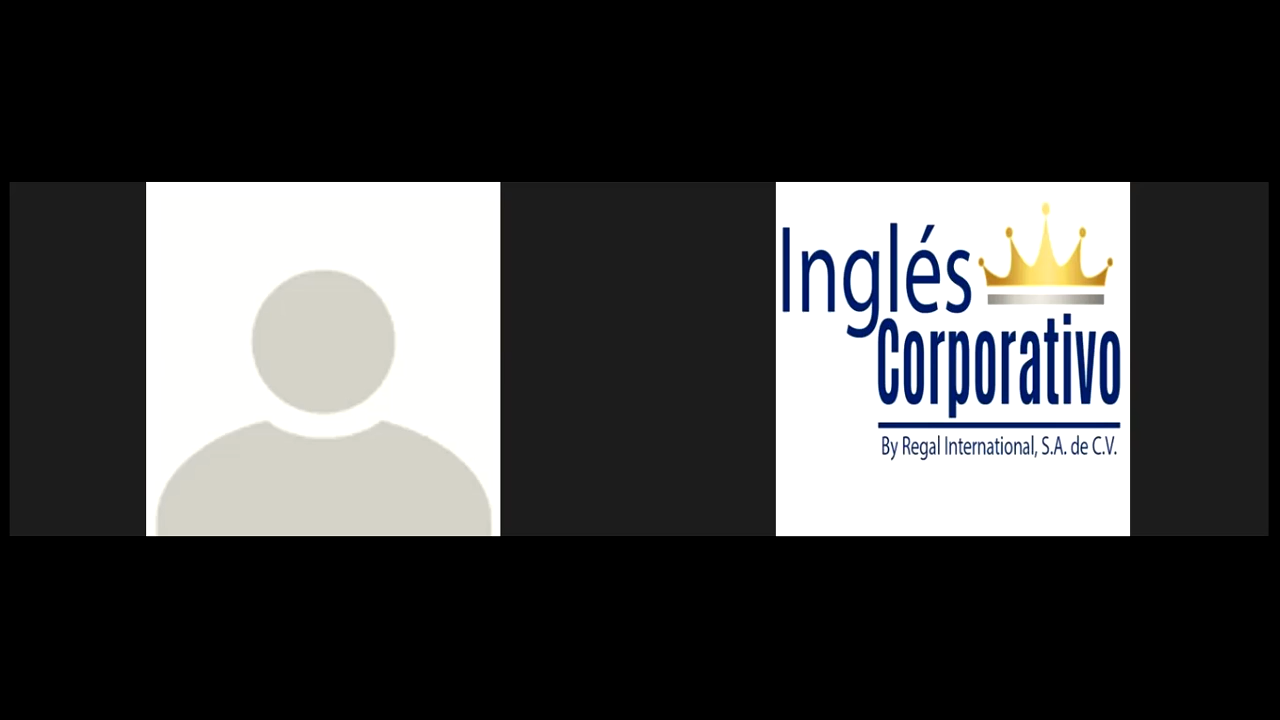 Inglés
Corporativo
By Regal International, S.A. de C.V.